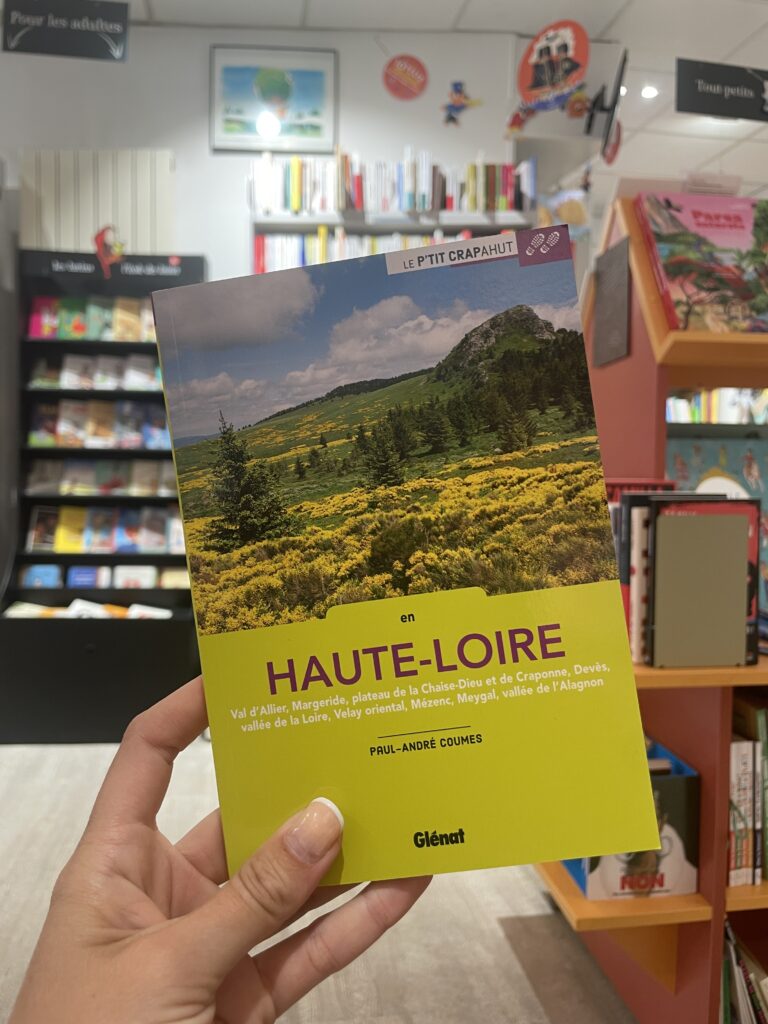 Pour les adultes
Tout-petits
LE P'TIT CRAPAHUT
en
HAUTE-LOIRE
Val d'Allier, Margeride, plateau de la Chaise-Dieu et de Craponne, Devès,
vallée de la Loire, Velay oriental, Mézenc, Meygal, vallée de l'Alagnon
PAUL-ANDRÉ COUMES
Glénat
NON